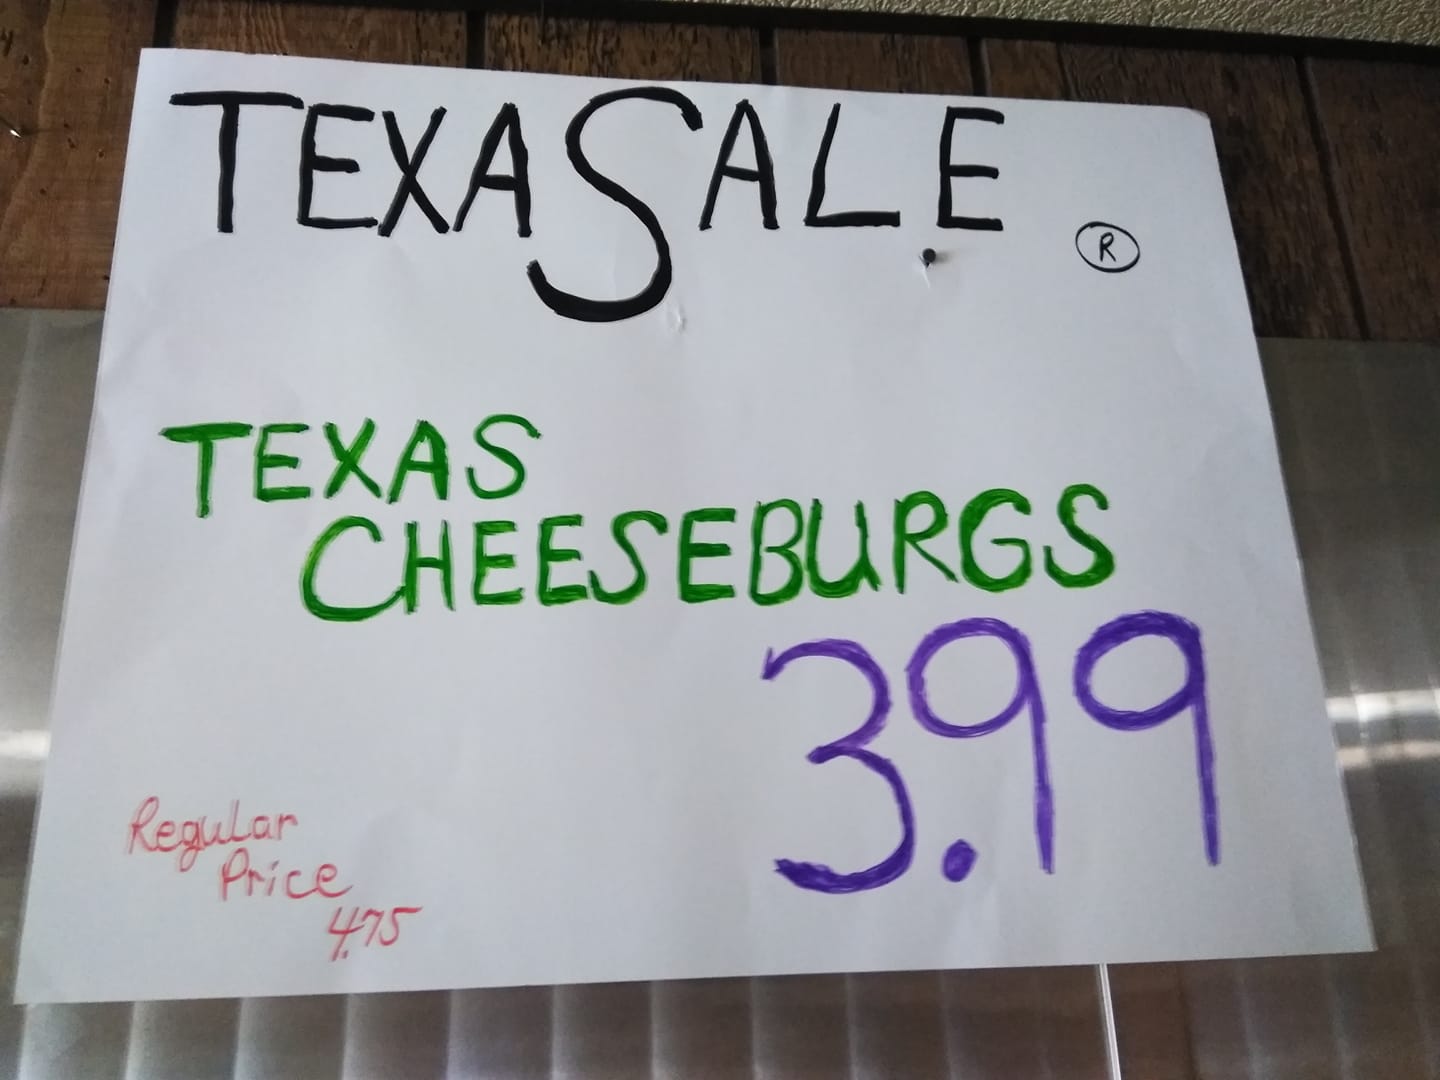 TEXASALE ®
TEXAS
CHEESEBURGS
3.99
Regular
Price
4.75